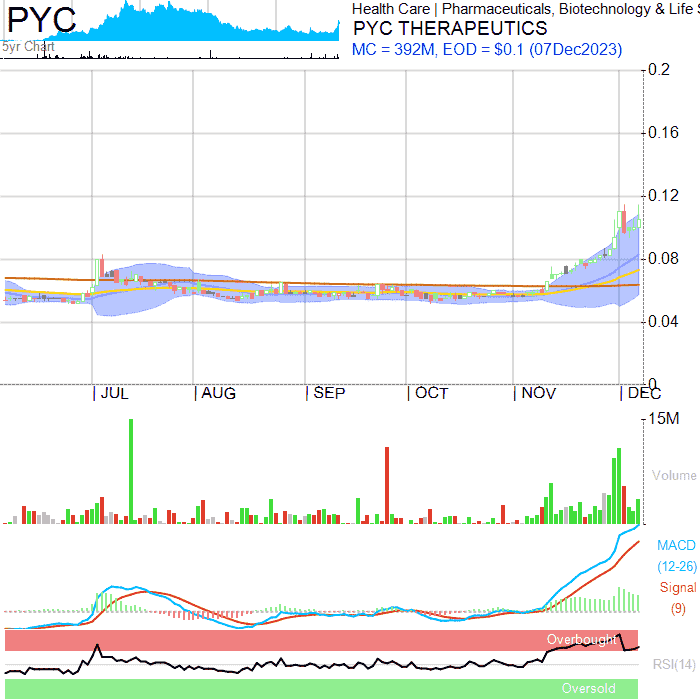 PYC
5yr Chart
Health Care | Pharmaceuticals, Biotechnology & Life S
PYC THERAPEUTICS
MC = 392M, EOD = $0.1 (07Dec2023)
0.2
0.16
0.12
0.08
0.04
0
JUL AUG SEP OCT NOV DEC
15M
Volume
MACD
(12-26)
Signal
(9)
Overbought
RSI(14)
Oversold